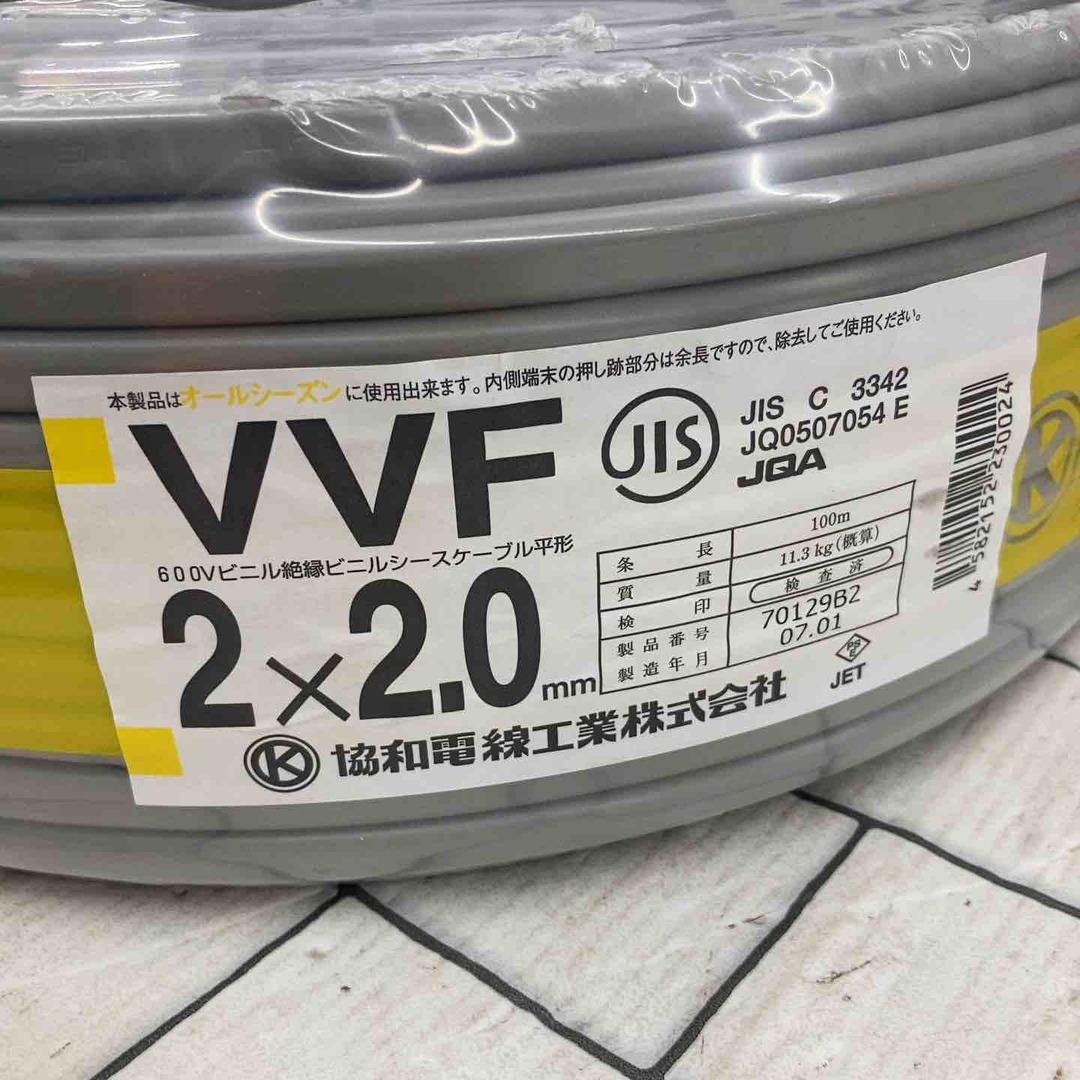 本製品はオールシーズンに使用出来ます。内側端末の押し跡部分は余長ですので、除去してご使用ください。
VVF
600Vビニル絶縁ビニルシースケーブル平形
2×2.0mm
K 協和電線工業株式会社
JIS
JIS C 3342
JQ0507054 E
JQA
条長 100m
質量 11.3kg(概算)
検印 検査済
製品番号 70129B2
製造年月 07.01
PS
E
JET
4 582152 230024
K